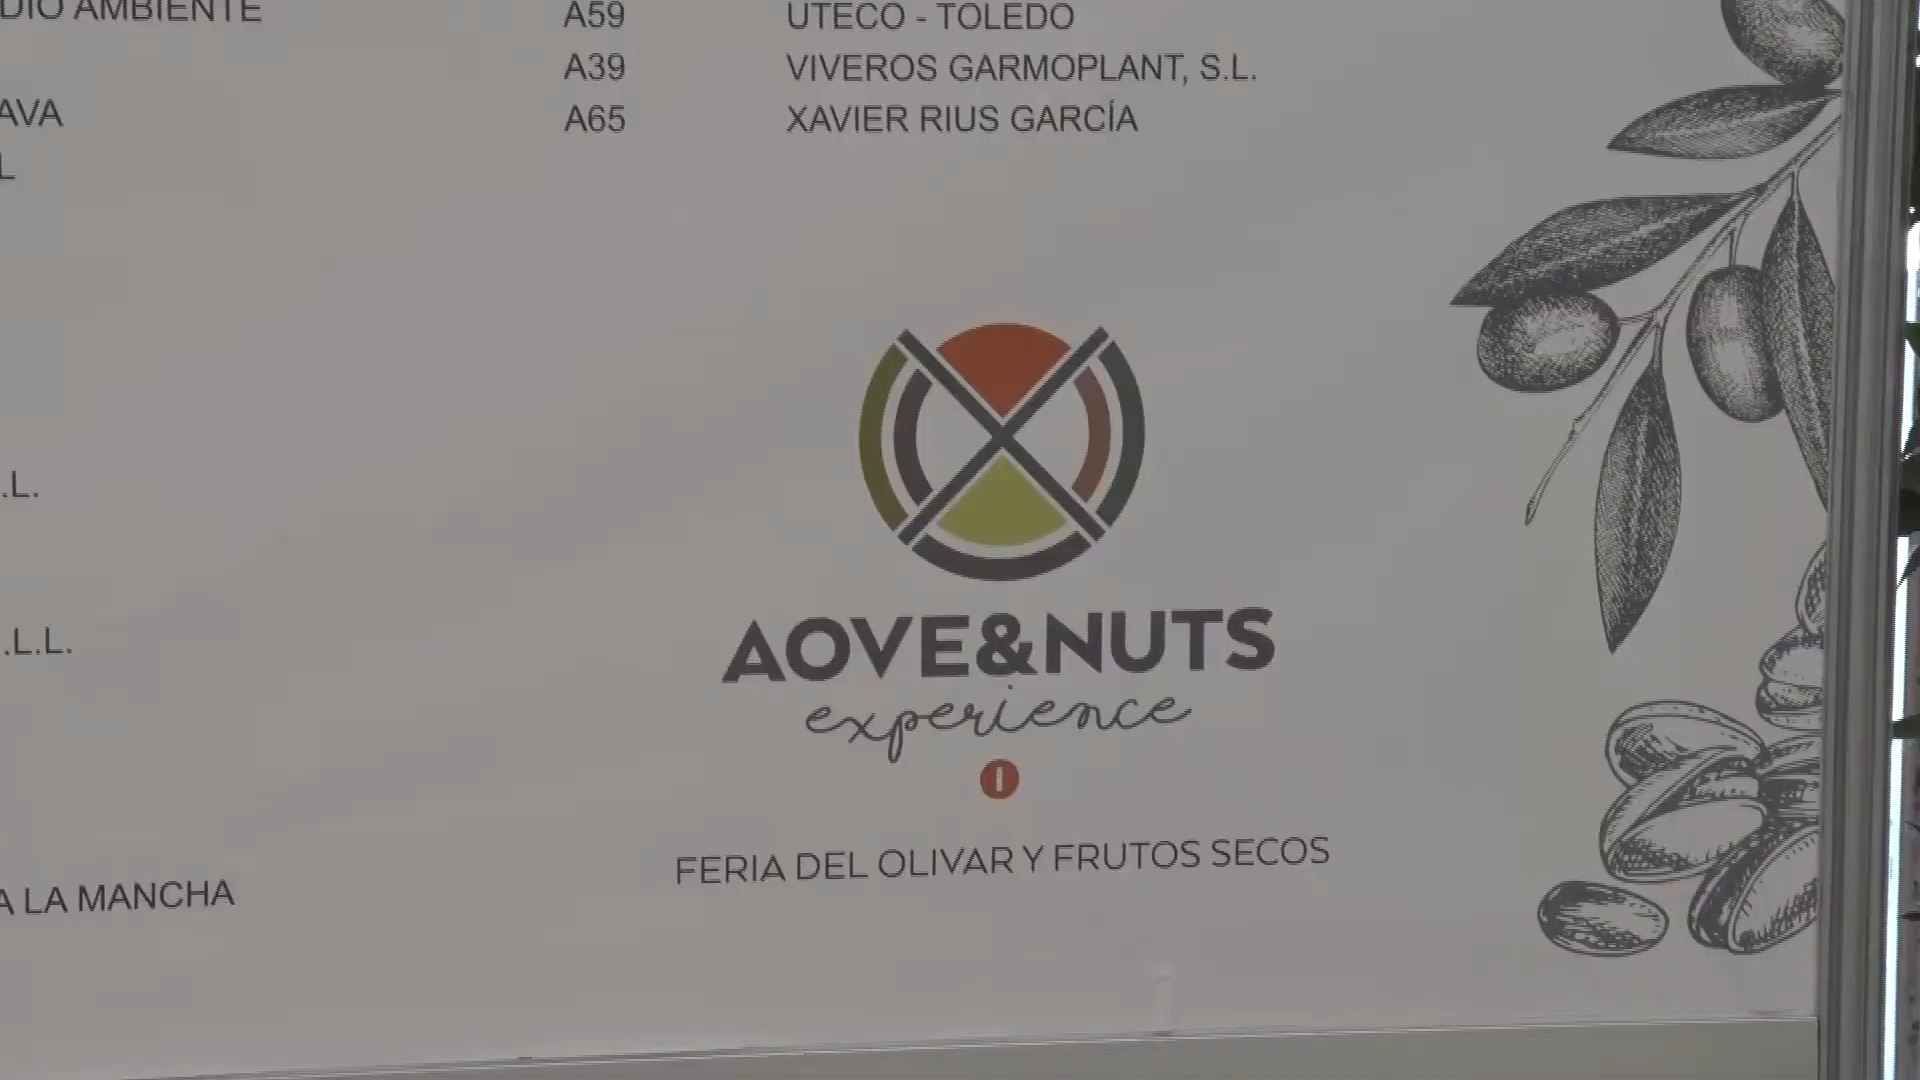 DIO AMBIENTE
AVA
L
.L.
.L.L.
A LA MANCHA
A59 UTECO - TOLEDO
A39 VIVEROS GARMOPLANT, S.L.
A65 XAVIER RIUS GARCÍA
AOVE&NUTS
experience
I
FERIA DEL OLIVAR Y FRUTOS SECOS